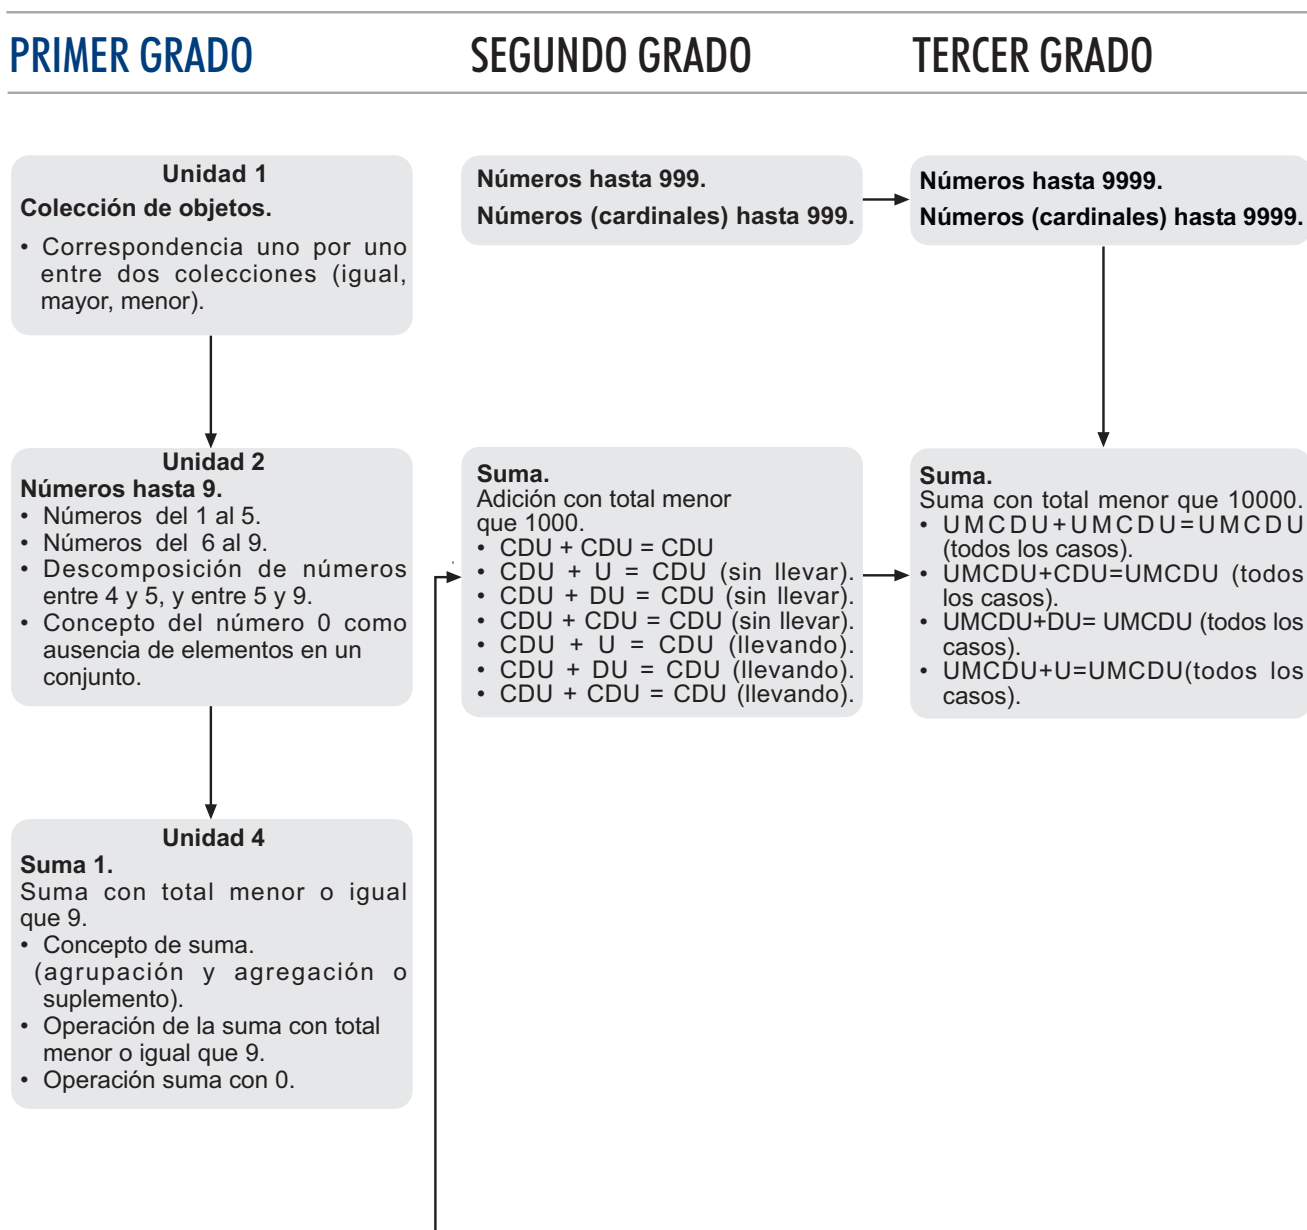 PRIMER GRADO
SEGUNDO GRADO
TERCER GRADO
Unidad 1
Colección de objetos.
• Correspondencia uno por uno
entre dos colecciones (igual,
mayor, menor).
Números hasta 999.
Números (cardinales) hasta 999.
Números hasta 9999.
Números (cardinales) hasta 9999.
Unidad 2
Números hasta 9.
• Números del 1 al 5.
• Números del 6 al 9.
• Descomposición de números
entre 4 y 5, y entre 5 y 9.
• Concepto del número 0 como
ausencia de elementos en un
conjunto.
Suma.
Adición con total menor
que 1000.
• CDU + CDU = CDU
• CDU + U = CDU (sin llevar).
• CDU + DU = CDU (sin llevar).
• CDU + CDU = CDU (sin llevar).
• CDU + U = CDU (llevando).
• CDU + DU = CDU (llevando).
• CDU + CDU = CDU (llevando).
Suma.
Suma con total menor que 10000.
• UMCDU+UMCDU=UMCDU
(todos los casos).
• UMCDU+CDU=UMCDU (todos
los casos).
• UMCDU+DU= UMCDU (todos los
casos).
• UMCDU+U=UMCDU(todos los
casos).
Unidad 4
Suma 1.
Suma con total menor o igual
que 9.
• Concepto de suma.
(agrupación y agregación o
suplemento).
• Operación de la suma con total
menor o igual que 9.
• Operación suma con 0.